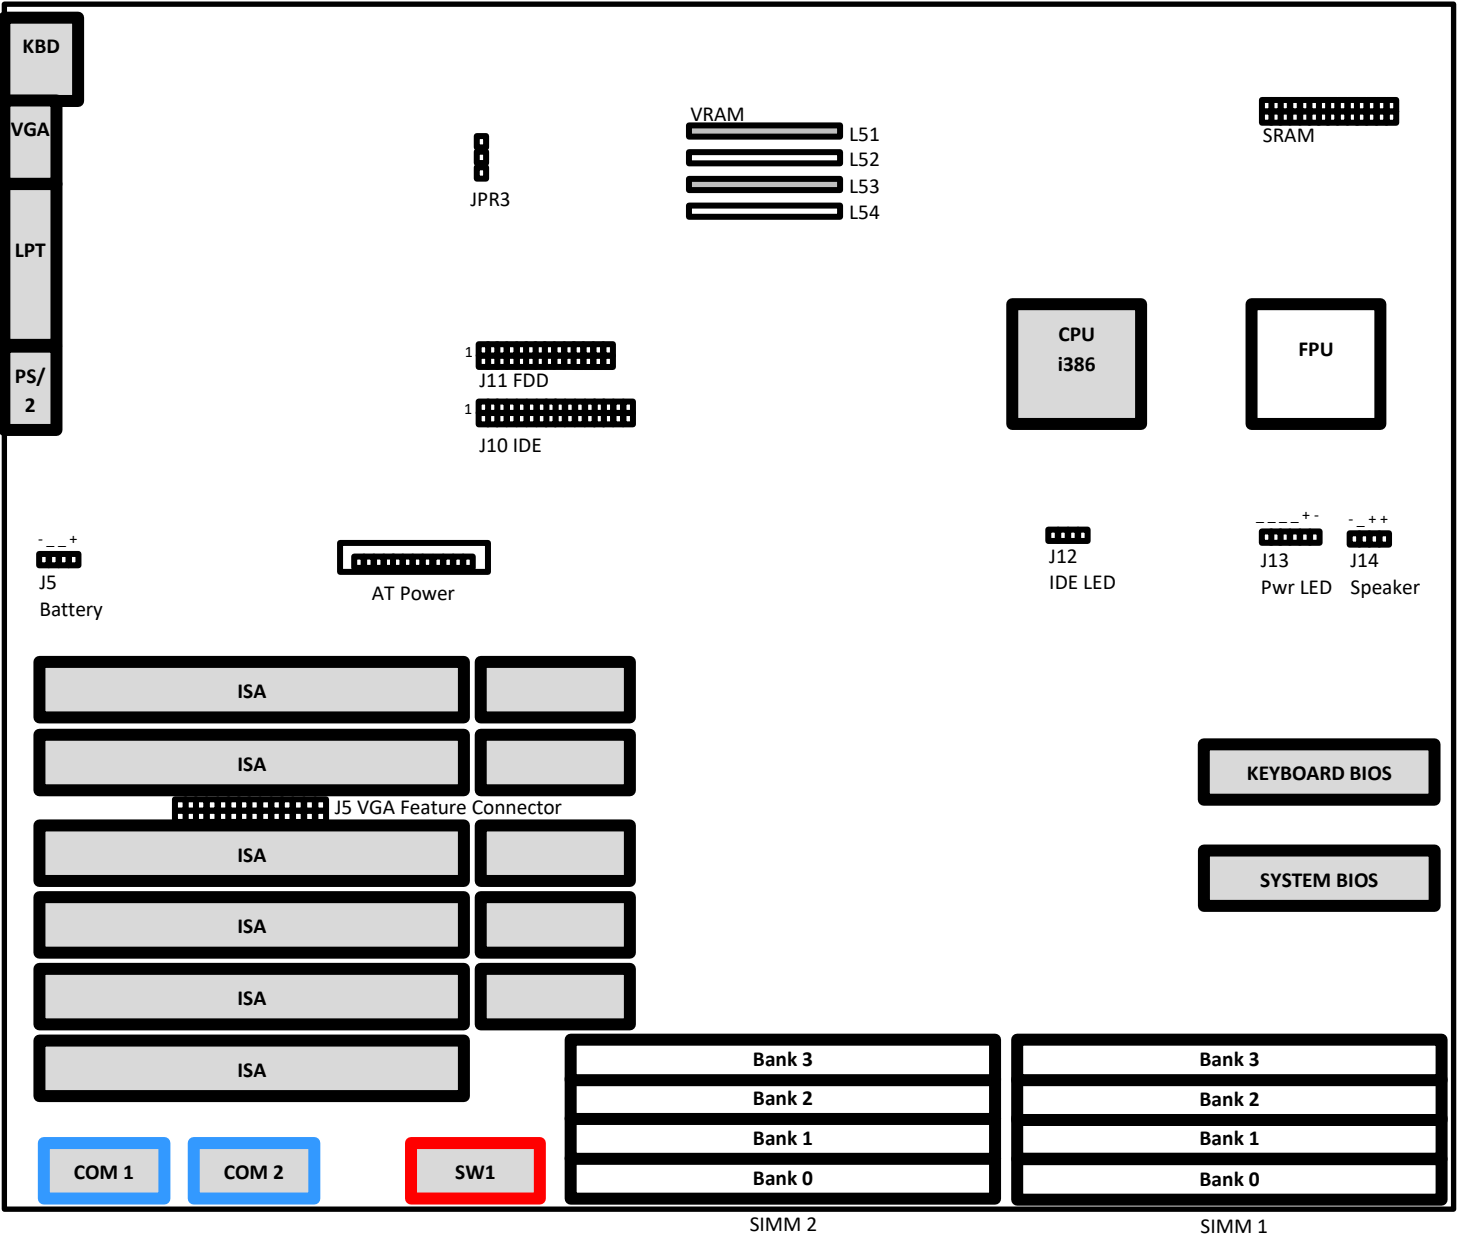 KBD
VGA
VRAM
L51
L52
L53
L54
SRAM
JPR3
LPT
CPU
i386
FPU
1
J11 FDD
PS/
2
1
J10 IDE
- _ _ +
J5
Battery
AT Power
J12
IDE LED
_ _ _ _ + -
J13
Pwr LED
- _ + +
J14
Speaker
ISA
ISA
KEYBOARD BIOS
J5 VGA Feature Connector
ISA
SYSTEM BIOS
ISA
ISA
ISA
Bank 3
Bank 3
Bank 2
Bank 2
Bank 1
Bank 1
Bank 0
Bank 0
COM 1
COM 2
SW1
SIMM 2
SIMM 1